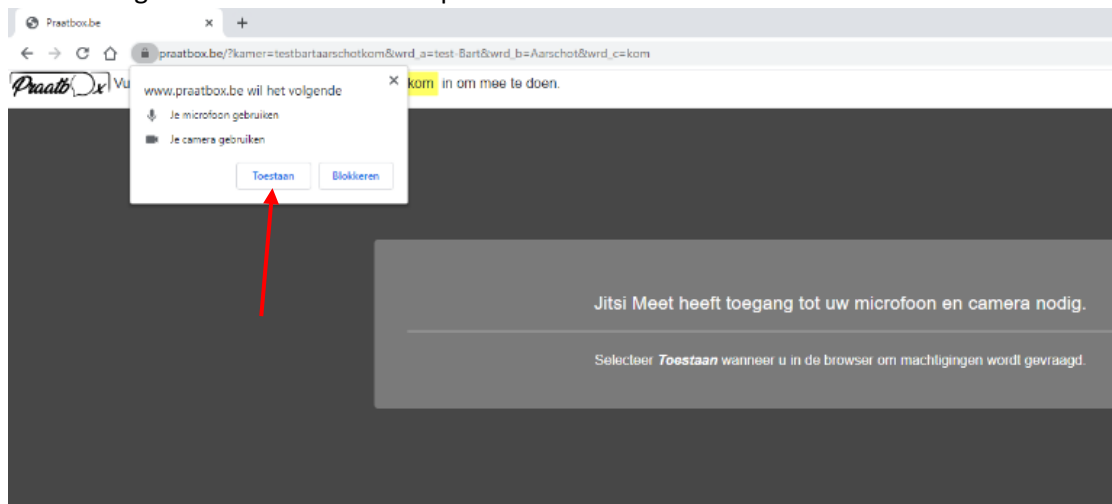 Praatbox.be
praatbox.be/?kamer=testbartaarschotkom&wrd_a=test-Bart&wrd_b=Aarschot&wrd_c=kom
Vu kom in om mee te doen.
www.praatbox.be wil het volgende
Je microfoon gebruiken
Je camera gebruiken
Toestaan Blokkeren
Jitsi Meet heeft toegang tot uw microfoon en camera nodig.
Selecteer Toestaan wanneer u in de browser om machtigingen wordt gevraagd.